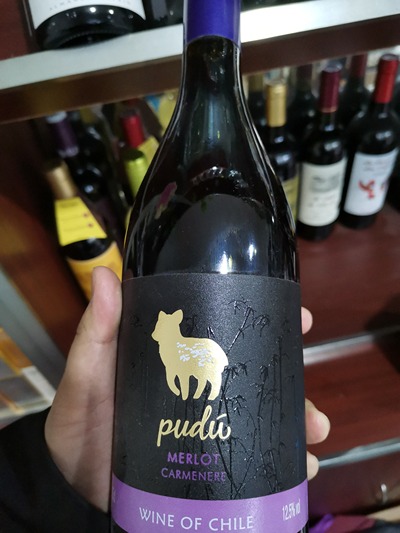 pudú
MERLOT
CARMENERE
WINE OF CHILE
12.5% vol